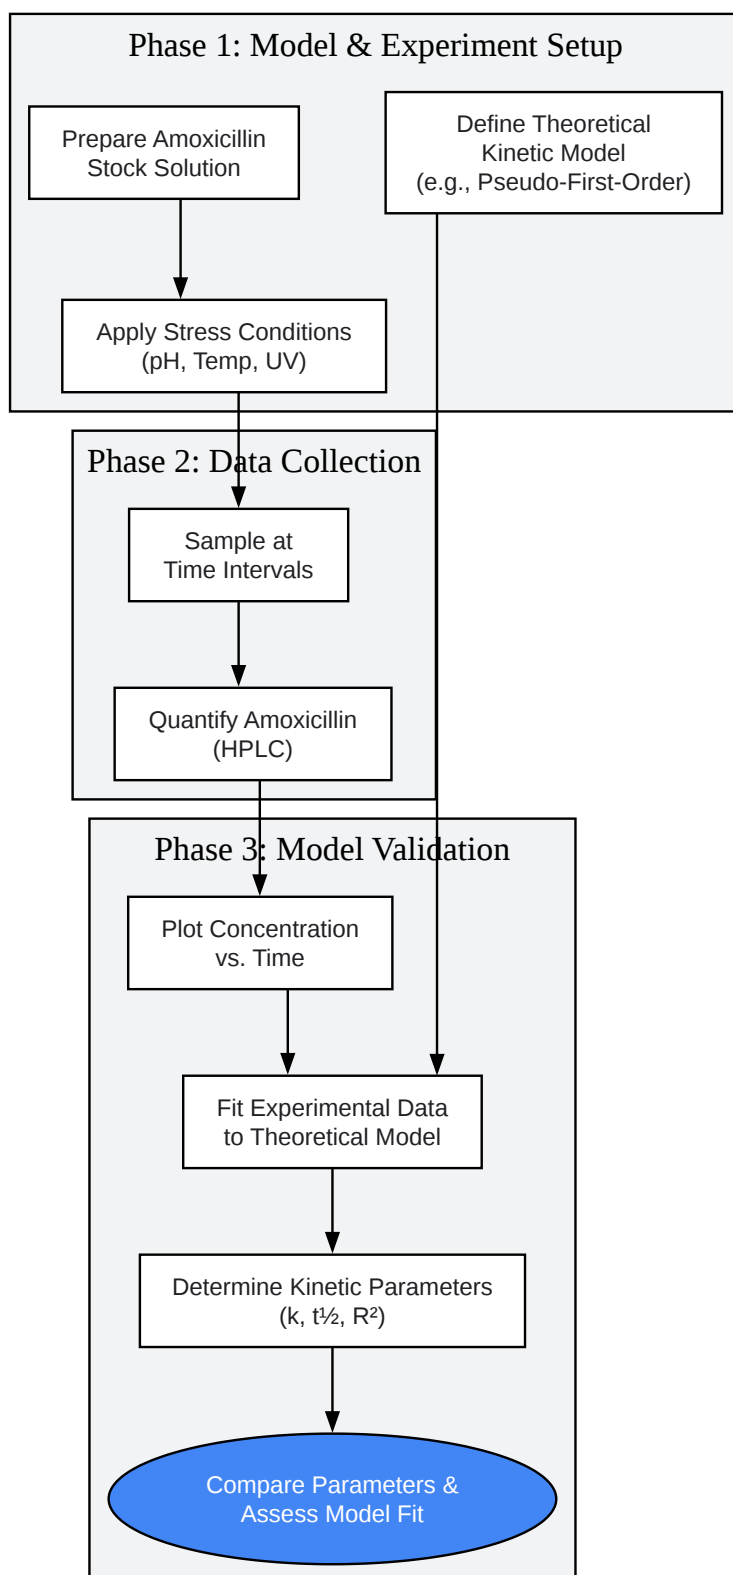 Phase 1: Model & Experiment Setup
Prepare Amoxicillin
Stock Solution
Define Theoretical
Kinetic Model
(e.g., Pseudo-First-Order)
Apply Stress Conditions
(pH, Temp, UV)
Phase 2: Data Collection
Sample at
Time Intervals
Quantify Amoxicillin
(HPLC)
Phase 3: Model Validation
Plot Concentration
vs. Time
Fit Experimental Data
to Theoretical Model
Determine Kinetic Parameters
(k, t½, R²)
Compare Parameters &
Assess Model Fit